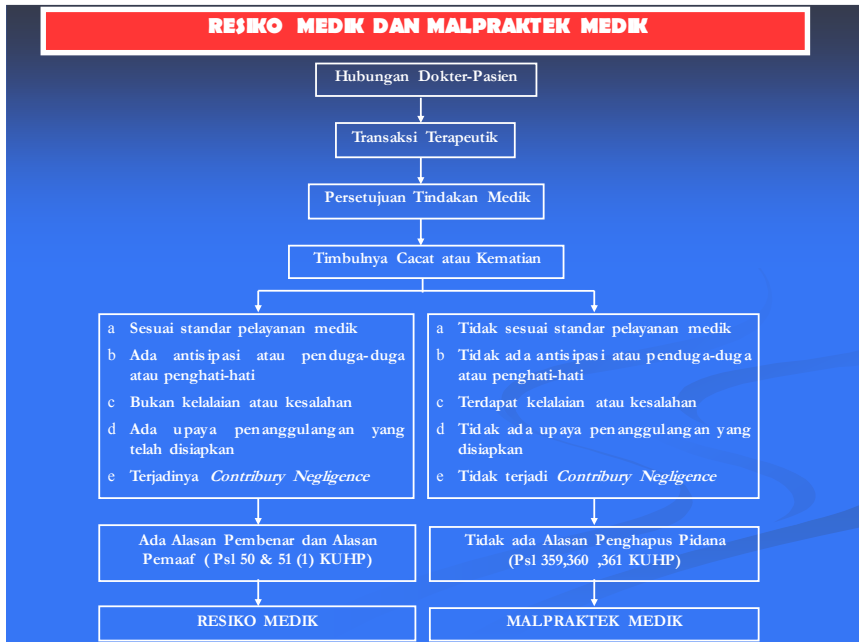 RESIKO MEDIK DAN MALPRAKTEK MEDIK
Hubungan Dokter-Pasien
Transaksi Terapeutik
Persetujuan Tindakan Medik
Timbulnya Cacat atau Kematian
a Sesuai standar pelayanan medik
b Ada antisipasi atau penduga-duga
atau penghati-hati
c Bukan kelalaian atau kesalahan
d Ada upaya penanggulangan yang
telah disiapkan
e Terjadinya Contribury Negligence
a Tidak sesuai standar pelayanan medik
b Tidak ada antisipasi atau penduga-duga
atau penghati-hati
c Terdapat kelalaian atau kesalahan
d Tidak ada upaya penanggulangan yang
disiapkan
e Tidak terjadi Contribury Negligence
Ada Alasan Pembenar dan Alasan
Pemaaf ( Psl 50 & 51 (1) KUHP)
Tidak ada Alasan Penghapus Pidana
(Psl 359,360 ,361 KUHP)
RESIKO MEDIK
MALPRAKTEK MEDIK